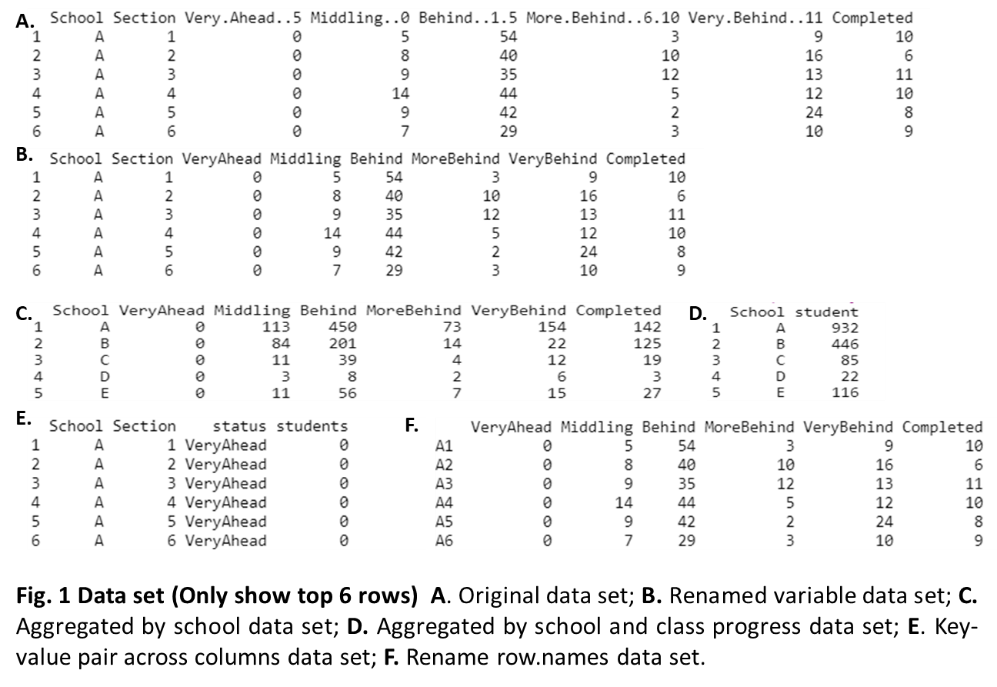 A. School Section Very.Ahead..5 Middling..0 Behind..1.5 More.Behind..6.10 Very.Behind..11 Completed
1 A 1 0 5 54 3 9 10
2 A 2 0 8 40 10 16 6
3 A 3 0 9 35 12 13 11
4 A 4 0 14 44 5 12 10
5 A 5 0 9 42 2 24 8
6 A 6 0 7 29 3 10 9
B. School Section VeryAhead Middling Behind MoreBehind VeryBehind Completed
1 A 1 0 5 54 3 9 10
2 A 2 0 8 40 10 16 6
3 A 3 0 9 35 12 13 11
4 A 4 0 14 44 5 12 10
5 A 5 0 9 42 2 24 8
6 A 6 0 7 29 3 10 9
C. School VeryAhead Middling Behind MoreBehind VeryBehind Completed
1 A 0 113 450 73 154 142
2 B 0 84 201 14 22 125
3 C 0 11 39 4 12 19
4 D 0 3 8 2 6 3
5 E 0 11 56 7 15 27
D. School student
1 A 932
2 B 446
3 C 85
4 D 22
5 E 116
E. School Section status students
1 A 1 VeryAhead 0
2 A 2 VeryAhead 0
3 A 3 VeryAhead 0
4 A 4 VeryAhead 0
5 A 5 VeryAhead 0
6 A 6 VeryAhead 0
F. VeryAhead Middling Behind MoreBehind VeryBehind Completed
A1 0 5 54 3 9 10
A2 0 8 40 10 16 6
A3 0 9 35 12 13 11
A4 0 14 44 5 12 10
A5 0 9 42 2 24 8
A6 0 7 29 3 10 9
Fig. 1 Data set (Only show top 6 rows) A. Original data set; B. Renamed variable data set; C.
Aggregated by school data set; D. Aggregated by school and class progress data set; E. Key-
value pair across columns data set; F. Rename row.names data set.